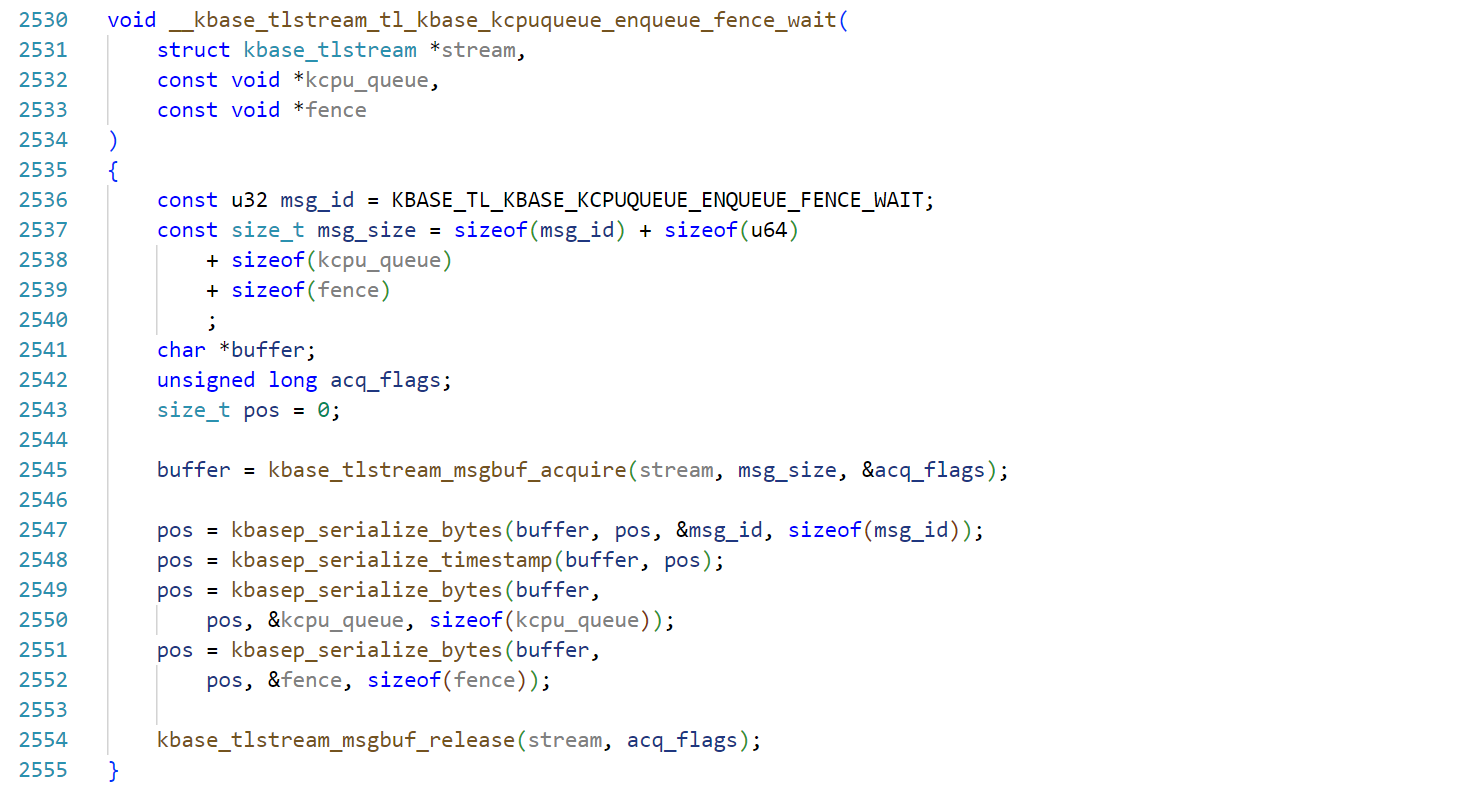 2530 void __kbase_tlstream_tl_kbase_kcpuqueue_enqueue_fence_wait(
2531     struct kbase_tlstream *stream,
2532     const void *kcpu_queue,
2533     const void *fence
2534 )
2535 {
2536     const u32 msg_id = KBASE_TL_KBASE_KCPUQUEUE_ENQUEUE_FENCE_WAIT;
2537     const size_t msg_size = sizeof(msg_id) + sizeof(u64)
2538         + sizeof(kcpu_queue)
2539         + sizeof(fence)
2540         ;
2541     char *buffer;
2542     unsigned long acq_flags;
2543     size_t pos = 0;
2544
2545     buffer = kbase_tlstream_msgbuf_acquire(stream, msg_size, &acq_flags);
2546
2547     pos = kbasep_serialize_bytes(buffer, pos, &msg_id, sizeof(msg_id));
2548     pos = kbasep_serialize_timestamp(buffer, pos);
2549     pos = kbasep_serialize_bytes(buffer,
2550         pos, &kcpu_queue, sizeof(kcpu_queue));
2551     pos = kbasep_serialize_bytes(buffer,
2552         pos, &fence, sizeof(fence));
2553
2554     kbase_tlstream_msgbuf_release(stream, acq_flags);
2555 }